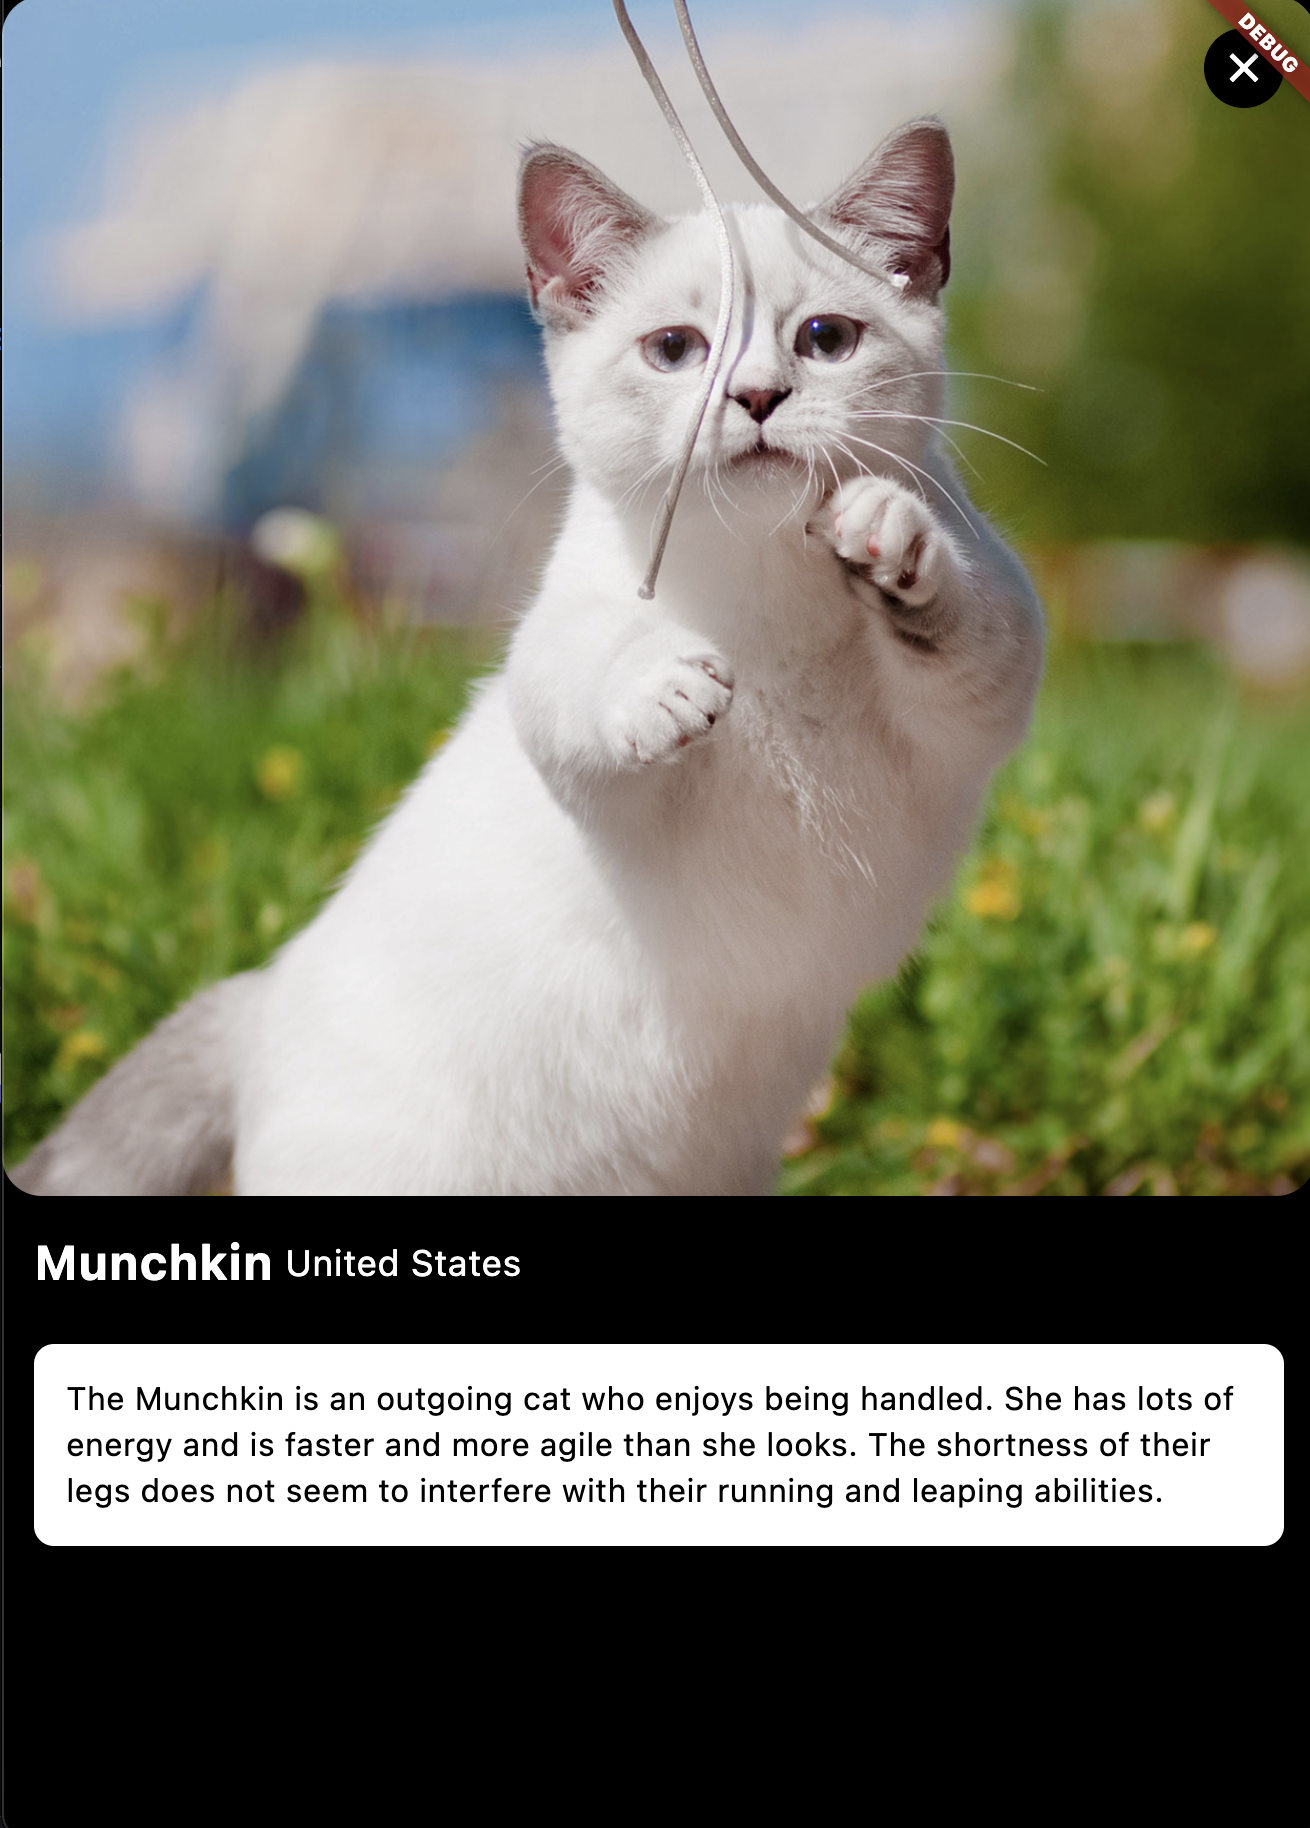 DEBUG
Munchkin United States
The Munchkin is an outgoing cat who enjoys being handled. She has lots of
energy and is faster and more agile than she looks. The shortness of their
legs does not seem to interfere with their running and leaping abilities.